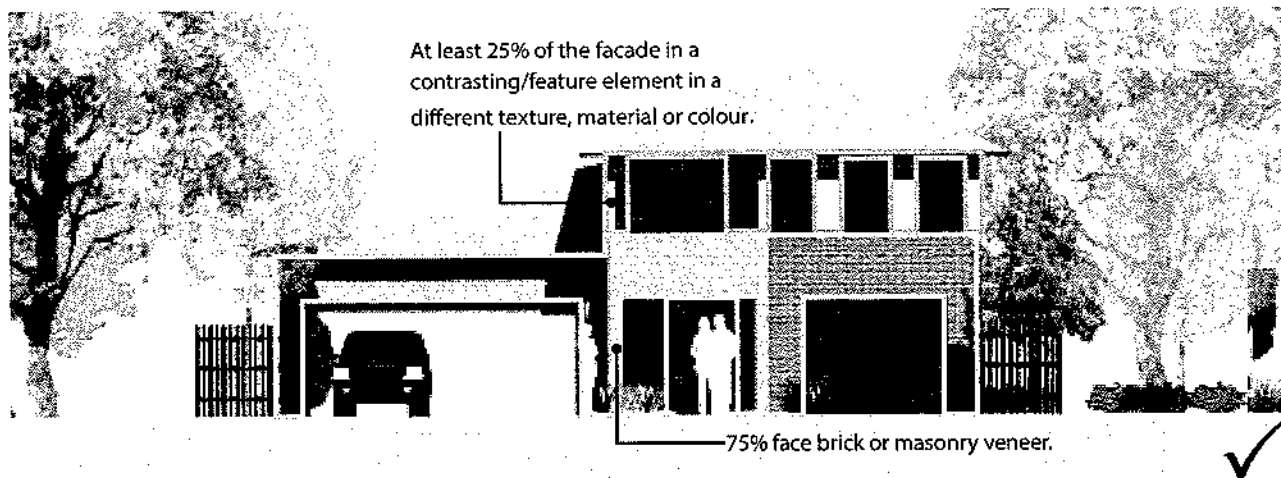 At least 25% of the facade in a
contrasting/feature element in a
different texture, material or colour.
75% face brick or masonry veneer.